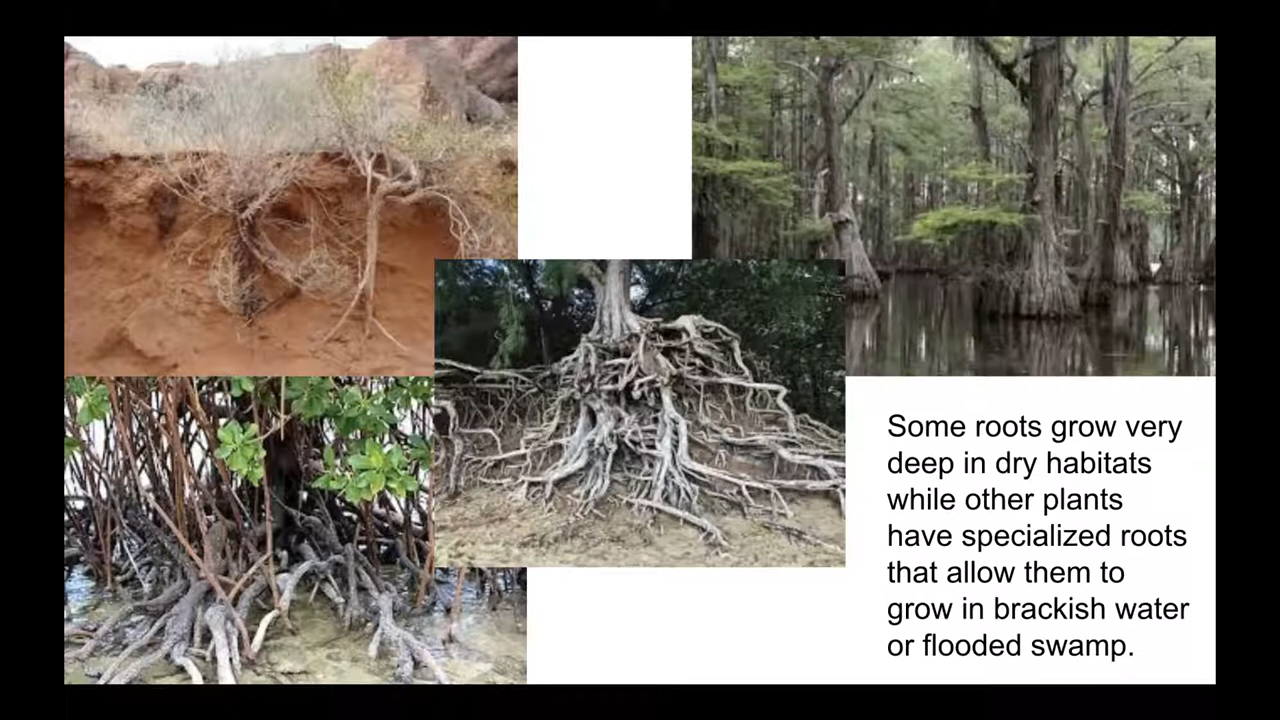 Some roots grow very
deep in dry habitats
while other plants
have specialized roots
that allow them to
grow in brackish water
or flooded swamp.